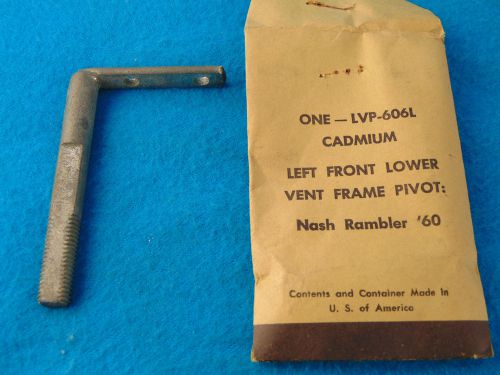 ONE — LVP-606L
CADMIUM
LEFT FRONT LOWER
VENT FRAME PIVOT:
Nash Rambler '60
Contents and Container Made In
U. S. of America